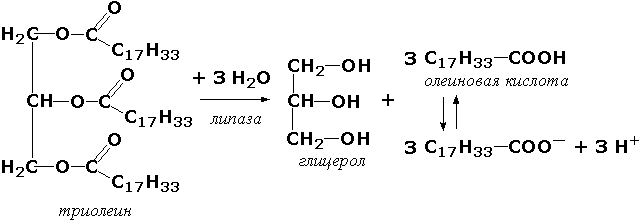 O
H₂C—O—C
C₁₇H₃₃
O
CH—O—C
C₁₇H₃₃
O
H₂C—O—C
C₁₇H₃₃
триолеин
+ 3 H₂O
липаза
CH₂—OH
CH—OH
CH₂—OH
глицерол
+
3 C₁₇H₃₃—COOH
олеиновая кислота
3 C₁₇H₃₃—COO⁻ + 3 H⁺